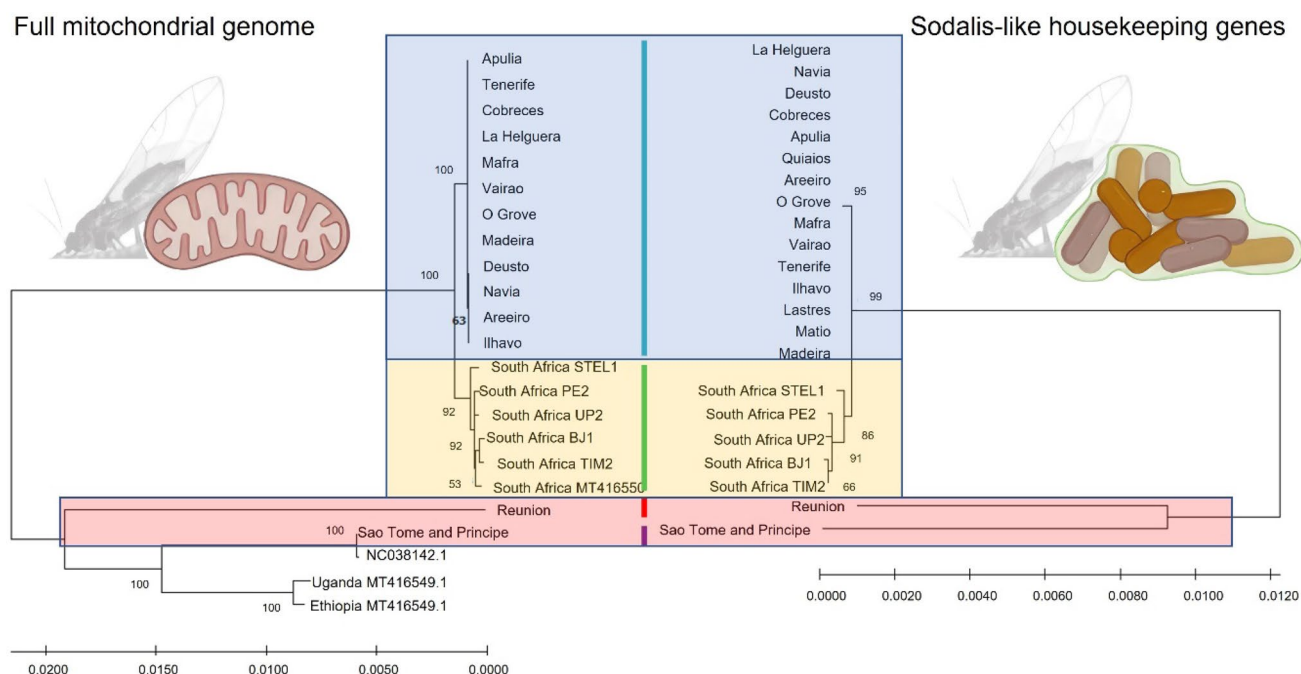 Full mitochondrial genome
Sodalis-like housekeeping genes
Apulia
Tenerife
Cobreces
La Helguera
Mafra
Vairao
O Grove
Madeira
Deusto
Navia
Areeiro
Ilhavo
South Africa STEL1
South Africa PE2
South Africa UP2
South Africa BJ1
South Africa TIM2
South Africa MT416550
Reunion
Sao Tome and Principe
NC038142.1
Uganda MT416549.1
Ethiopia MT416549.1
100
100
63
92
92
53
100
100
100
0.0200
0.0150
0.0100
0.0050
0.0000
La Helguera
Navia
Deusto
Cobreces
Apulia
Quiaios
Areeiro
O Grove
Mafra
Vairao
Tenerife
Ilhavo
Lastres
Matio
Madeira
South Africa STEL1
South Africa PE2
South Africa UP2
South Africa BJ1
South Africa TIM2
Reunion
Sao Tome and Principe
95
99
86
91
66
0.0000
0.0020
0.0040
0.0060
0.0080
0.0100
0.0120